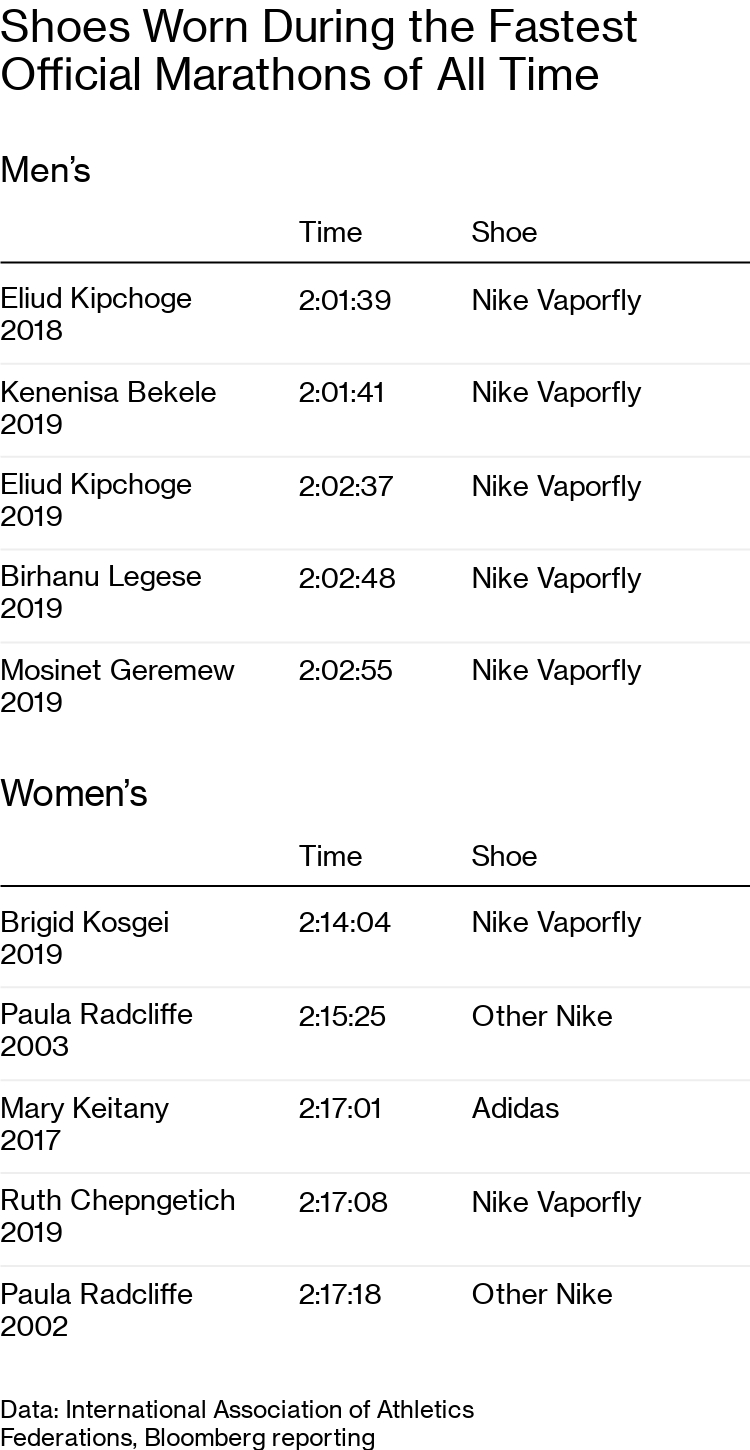 Shoes Worn During the Fastest
Official Marathons of All Time
Men’s
Time Shoe
Eliud Kipchoge 2:01:39 Nike Vaporfly
2018
Kenenisa Bekele 2:01:41 Nike Vaporfly
2019
Eliud Kipchoge 2:02:37 Nike Vaporfly
2019
Birhanu Legese 2:02:48 Nike Vaporfly
2019
Mosinet Geremew 2:02:55 Nike Vaporfly
2019
Women’s
Time Shoe
Brigid Kosgei 2:14:04 Nike Vaporfly
2019
Paula Radcliffe 2:15:25 Other Nike
2003
Mary Keitany 2:17:01 Adidas
2017
Ruth Chepngetich 2:17:08 Nike Vaporfly
2019
Paula Radcliffe 2:17:18 Other Nike
2002
Data: International Association of Athletics
Federations, Bloomberg reporting